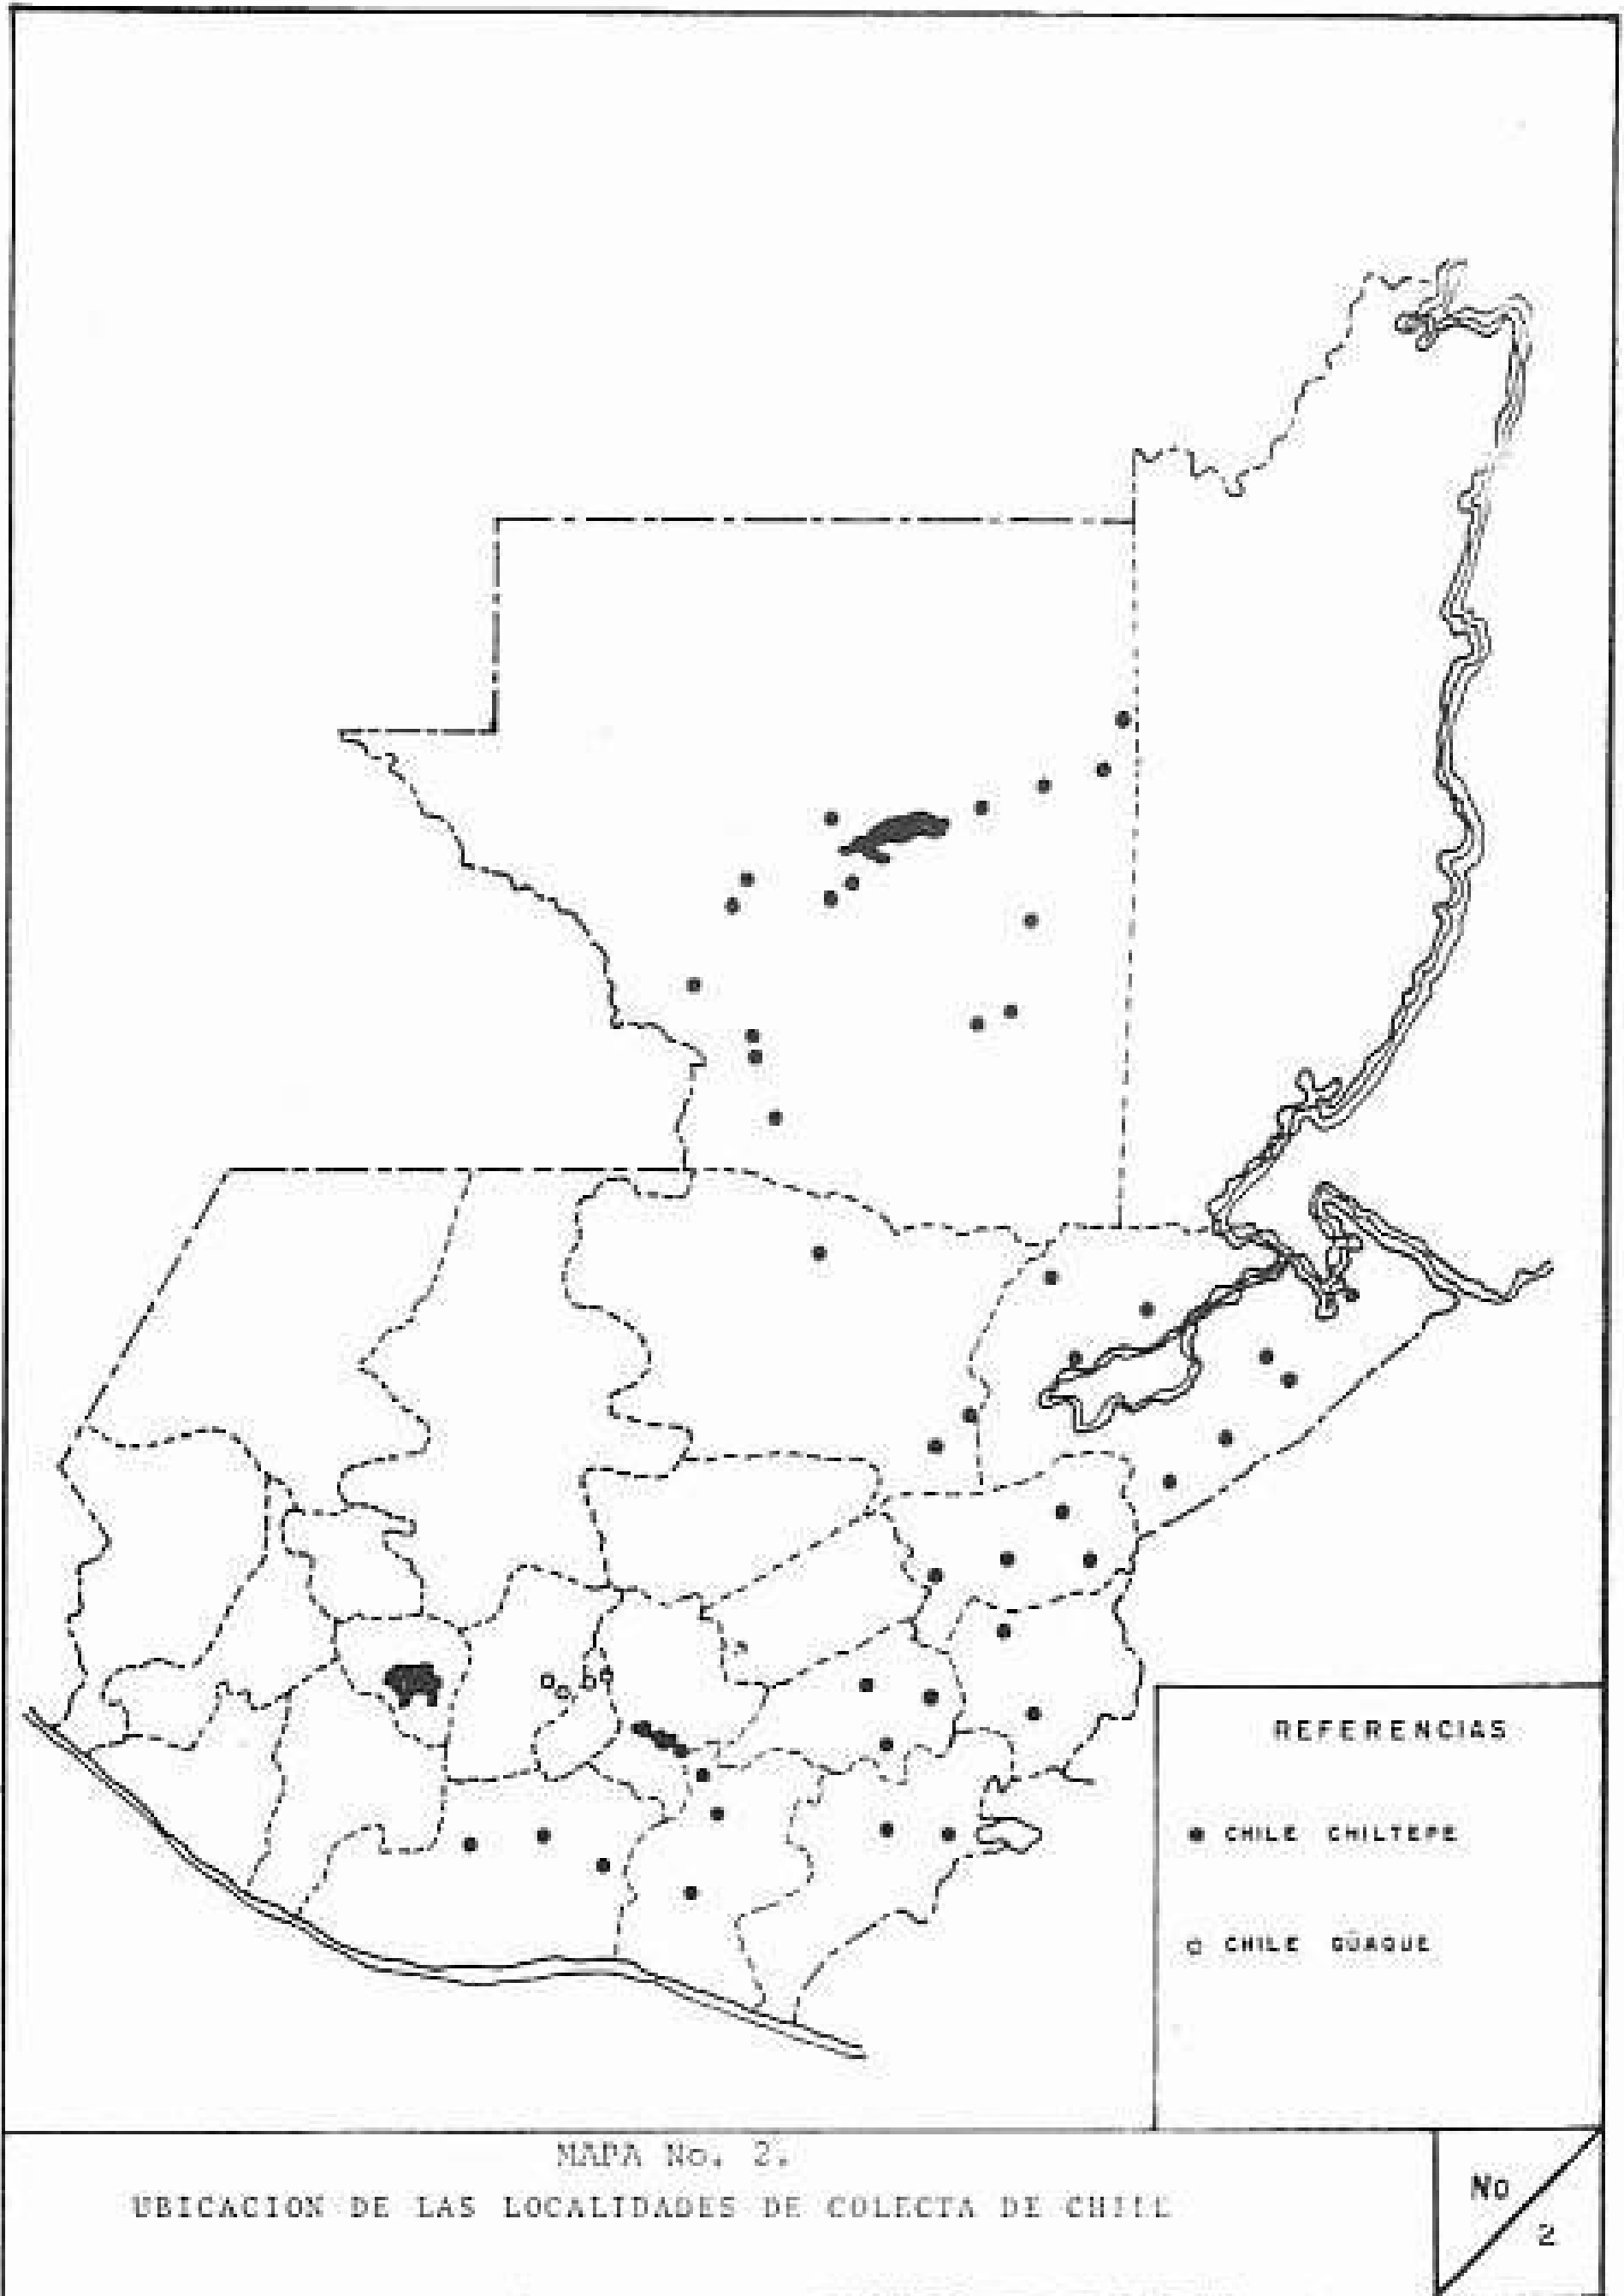 REFERENCIAS
CHILE CHILTEPE
CHILE GÜAQUE
MAPA No. 2.
UBICACION DE LAS LOCALIDADES DE COLECTA DE CHILE
No
2